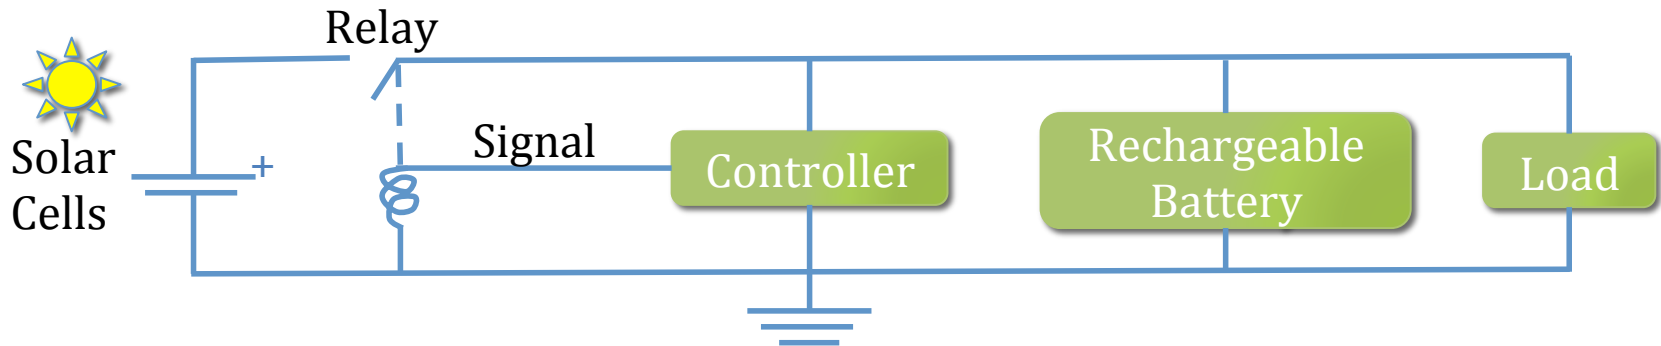 Relay
Solar
Cells
+
Signal
Controller
Rechargeable
Battery
Load